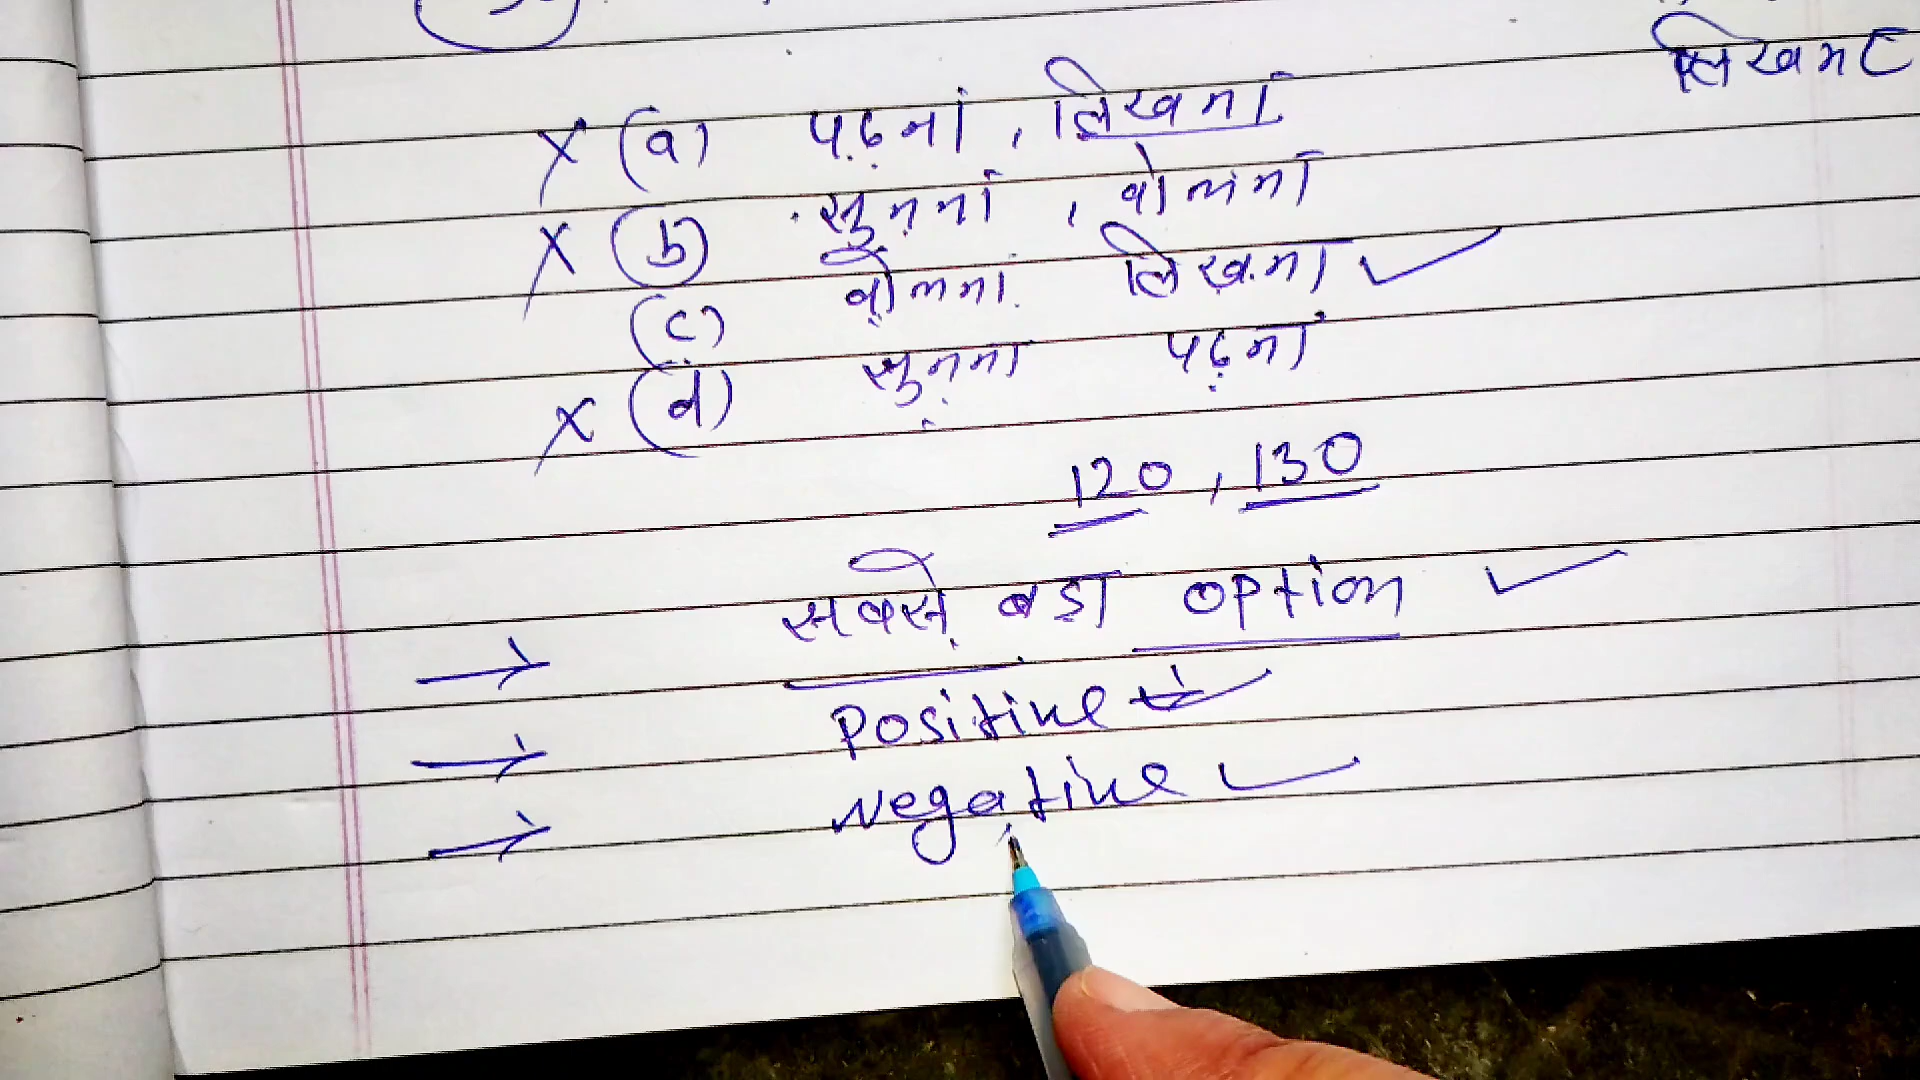 लिखना
X (a) पढ़ना , लिखना
X (b) सुनना , बोलना
(c) बोलना लिखना ✓
X (d) सुनना पढ़ना
120 , 130
→ सबसे बड़ा option ✓
→ positive
→ Negative ✓